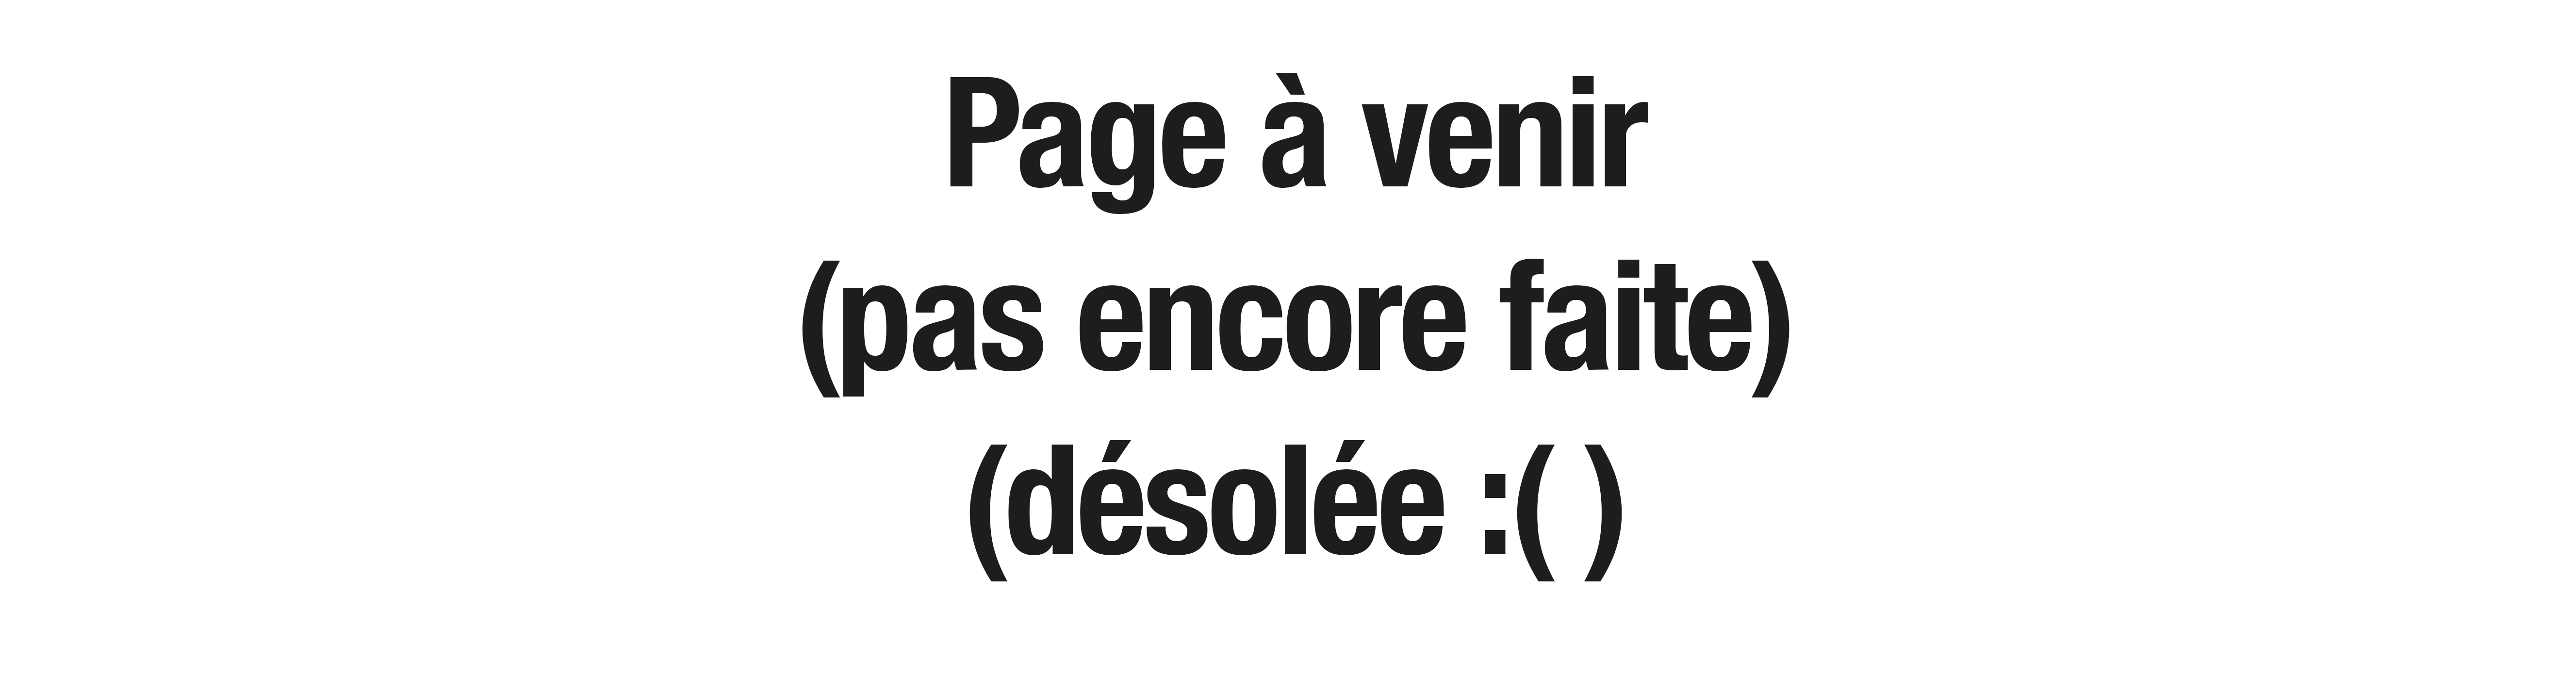 Page à venir
(pas encore faite)
(désolée :( )